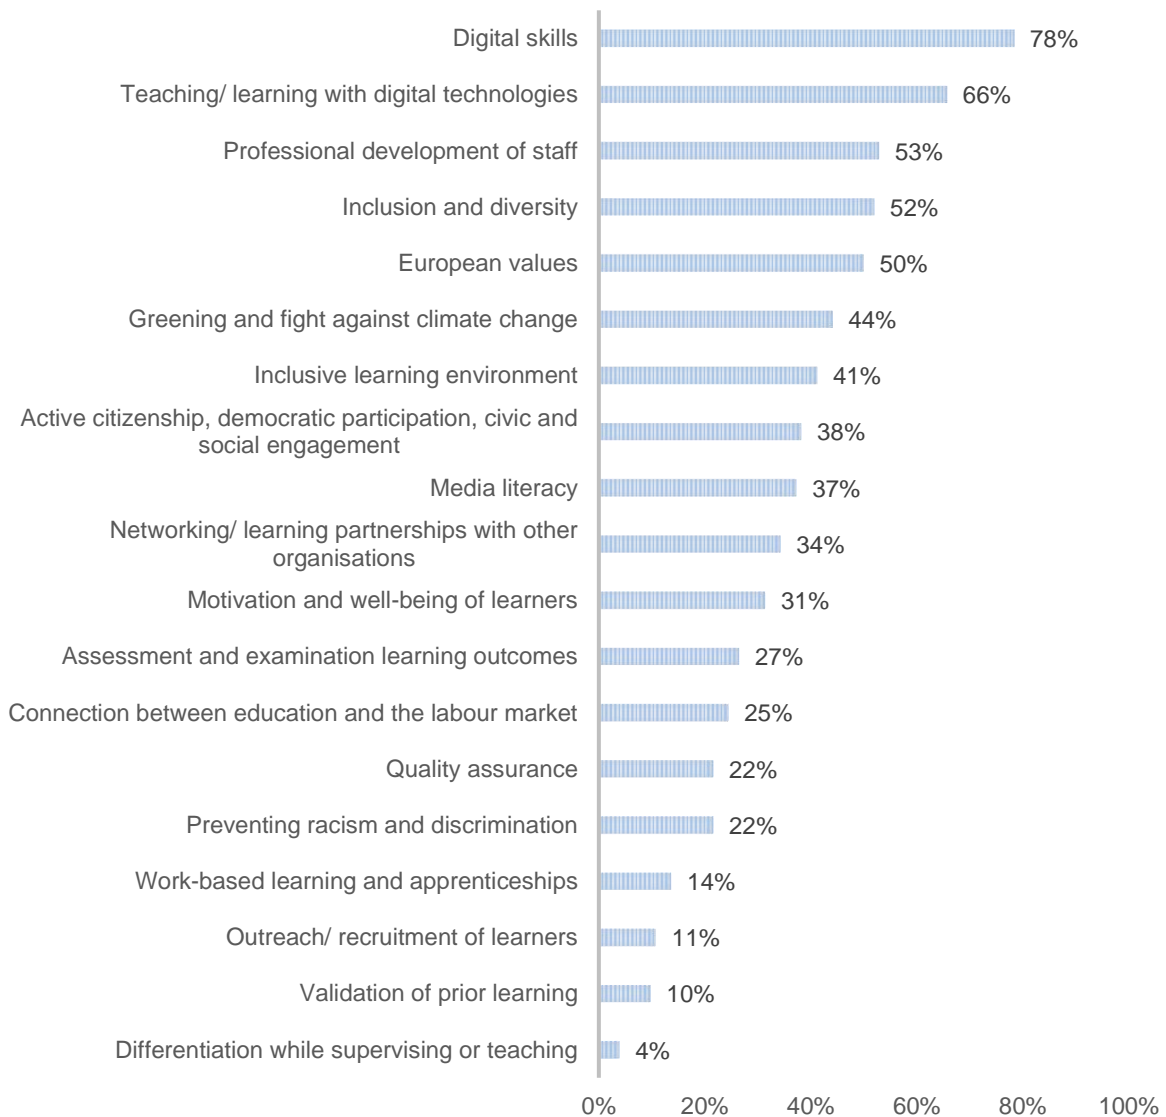 Digital skills 78%
Teaching/ learning with digital technologies 66%
Professional development of staff 53%
Inclusion and diversity 52%
European values 50%
Greening and fight against climate change 44%
Inclusive learning environment 41%
Active citizenship, democratic participation, civic and
social engagement 38%
Media literacy 37%
Networking/ learning partnerships with other
organisations 34%
Motivation and well-being of learners 31%
Assessment and examination learning outcomes 27%
Connection between education and the labour market 25%
Quality assurance 22%
Preventing racism and discrimination 22%
Work-based learning and apprenticeships 14%
Outreach/ recruitment of learners 11%
Validation of prior learning 10%
Differentiation while supervising or teaching 4%
0% 20% 40% 60% 80% 100%